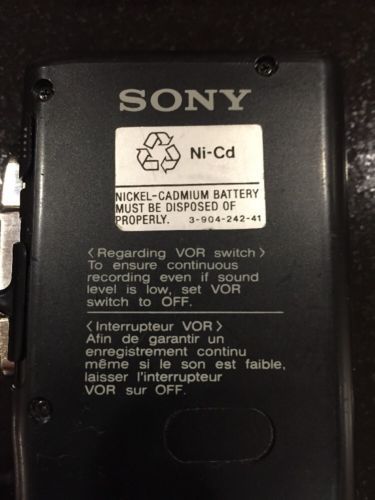 SONY
Ni-Cd
NICKEL-CADMIUM BATTERY
MUST BE DISPOSED OF
PROPERLY. 3-904-242-41
<Regarding VOR switch>
To ensure continuous
recording even if sound
level is low, set VOR
switch to OFF.
<Interrupteur VOR>
Afin de garantir un
enregistrement continu
même si le son est faible,
laisser l'interrupteur
VOR sur OFF.